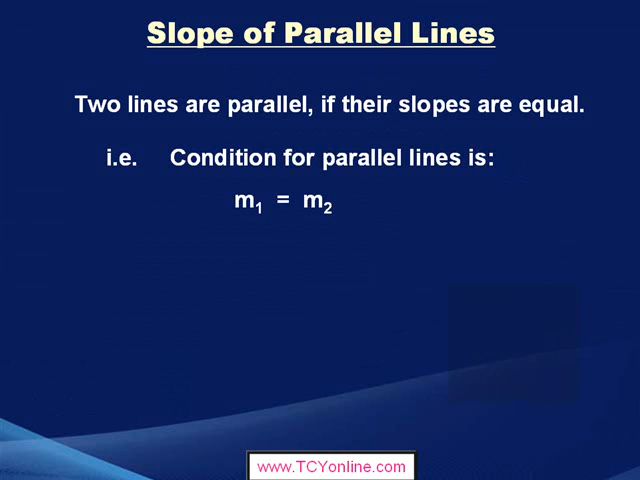 Slope of Parallel Lines
Two lines are parallel, if their slopes are equal.
i.e. Condition for parallel lines is:
m₁ = m₂
www.TCYonline.com